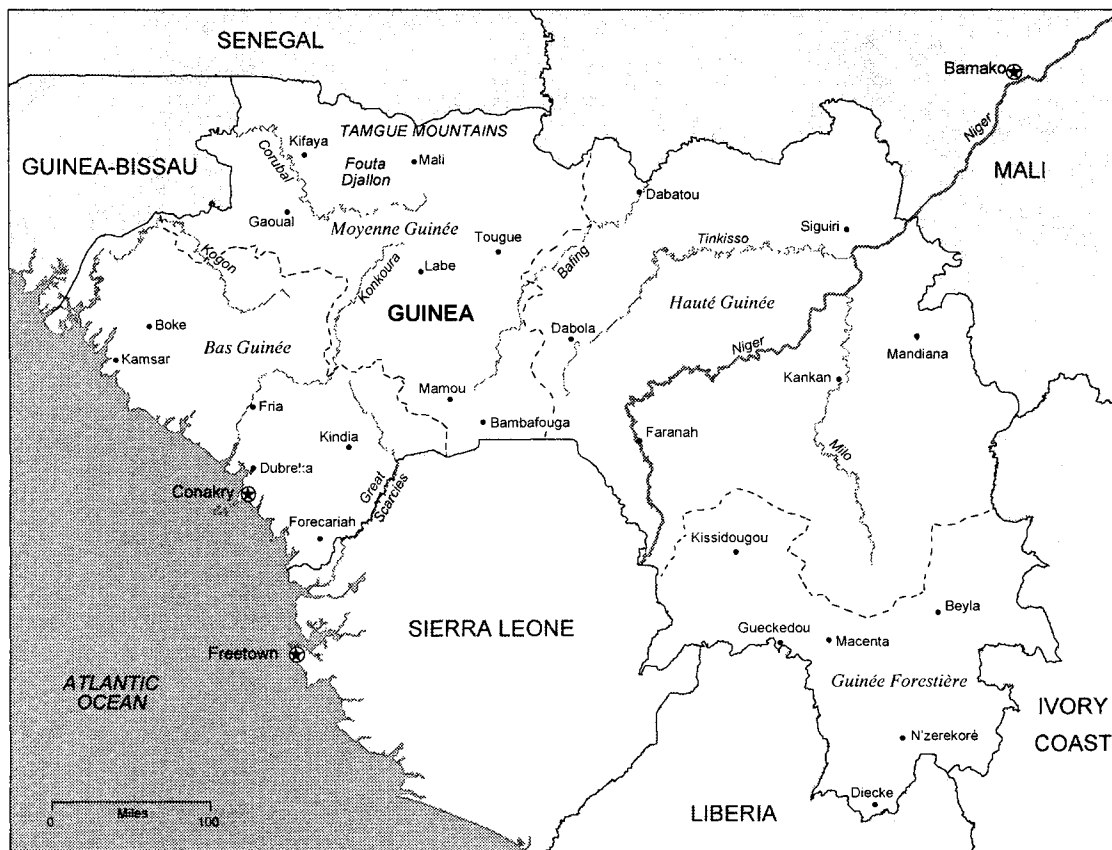 SENEGAL
Bamako
Niger
TAMGUE MOUNTAINS
Kifaya
Corubal
Fouta
Djallon
Mali
GUINEA-BISSAU
MALI
Dabatou
Gaoual
Moyenne Guinée
Siguiri
Tinkisso
Tougue
Kogon
Konkoura
Labe
Bafing
Hauté Guinée
GUINEA
Boke
Bas Guinée
Dabola
Niger
Mandiana
Kamsar
Kankan
Mamou
Fria
Bambafouga
Kindia
Faranah
Milo
Dubreka
Great
Scarcies
Conakry
Forecariah
Kissidougou
Beyla
SIERRA LEONE
Gueckedou
Macenta
Freetown
Guinée Forestière
ATLANTIC
OCEAN
IVORY
COAST
N'zerekoré
Diecke
LIBERIA
Miles
0 100